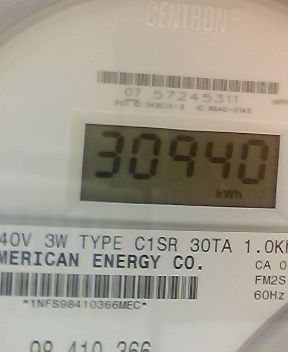 CENTRON®
07 57245311
30940
kWh
40V 3W TYPE C1SR 30TA 1.0K
MERICAN ENERGY CO.
CA 0
FM2S
60Hz
*1NFS98410366MEC*
98 410 366